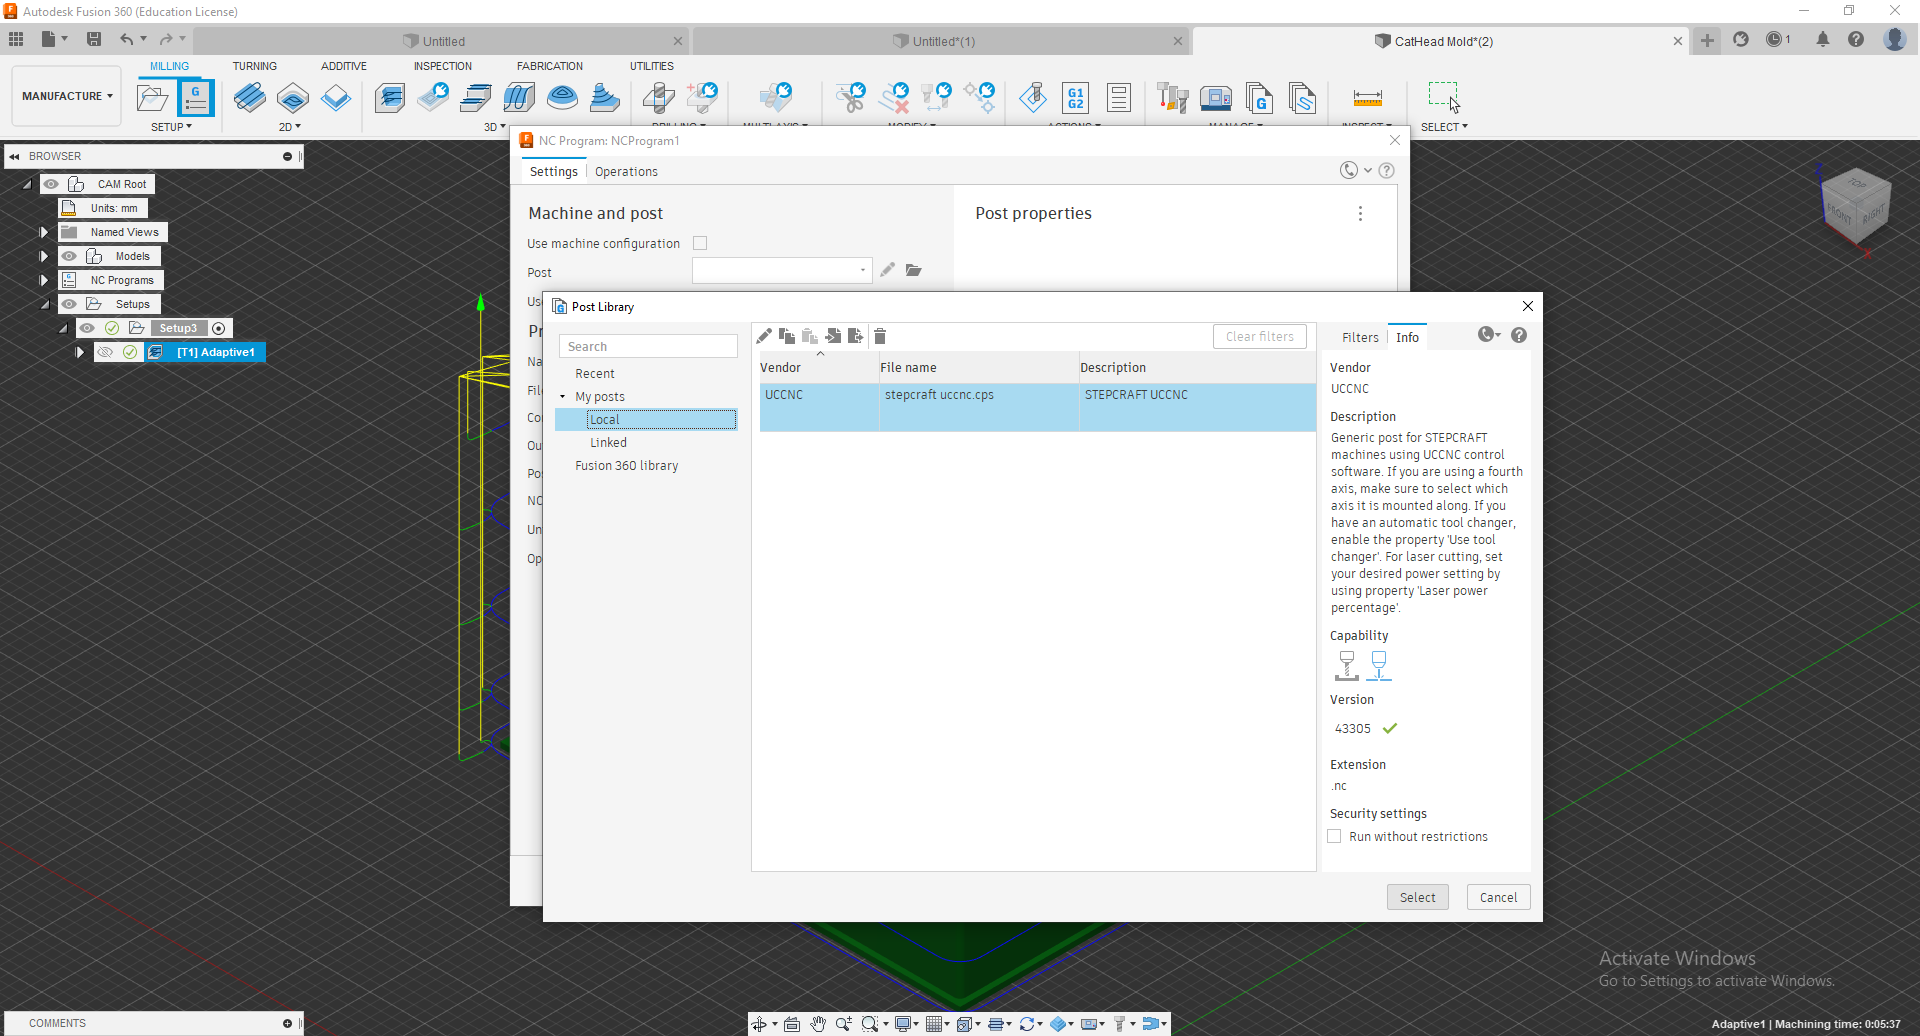 Autodesk Fusion 360 (Education License)
Untitled
Untitled*(1)
CatHead Mold*(2)
1
MANUFACTURE
MILLING
TURNING
ADDITIVE
INSPECTION
FABRICATION
UTILITIES
G
G1
G2
G
SETUP
2D
3D
SELECT
BROWSER
CAM Root
Units: mm
Named Views
Models
NC Programs
Setups
Setup3
[T1] Adaptive1
NC Program: NCProgram1
Settings
Operations
Machine and post
Use machine configuration
Post
Post properties
TOP
FRONT
RIGHT
Z
X
Post Library
Search
Recent
My posts
Local
Linked
Fusion 360 library
Clear filters
Vendor
File name
Description
UCCNC
stepcraft uccnc.cps
STEPCRAFT UCCNC
Filters
Info
Vendor
UCCNC
Description
Generic post for STEPCRAFT
machines using UCCNC control
software. If you are using a fourth
axis, make sure to select which
axis it is mounted along. If you
have an automatic tool changer,
enable the property 'Use tool
changer'. For laser cutting, set
your desired power setting by
using property 'Laser power
percentage'.
Capability
Version
43305
Extension
.nc
Security settings
Run without restrictions
Select
Cancel
Activate Windows
Go to Settings to activate Windows.
COMMENTS
Adaptive1 | Machining time: 0:05:37